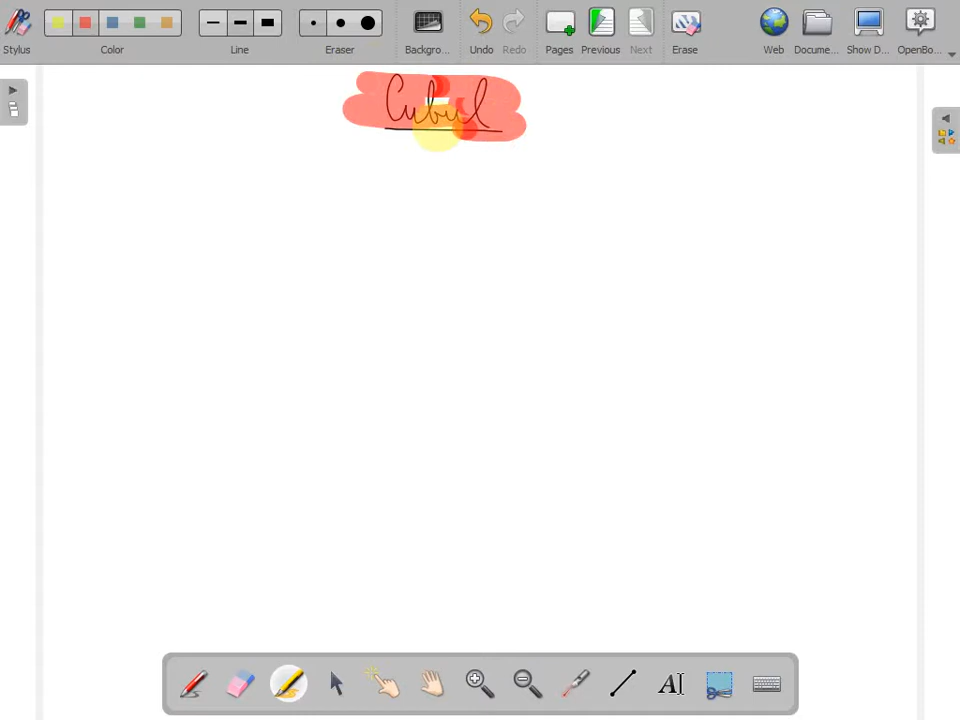 Stylus
Color
Line
Eraser
Backgro...
Undo
Redo
Pages
Previous
Next
Erase
Web
Docume...
Show D...
OpenBo...
Cubul